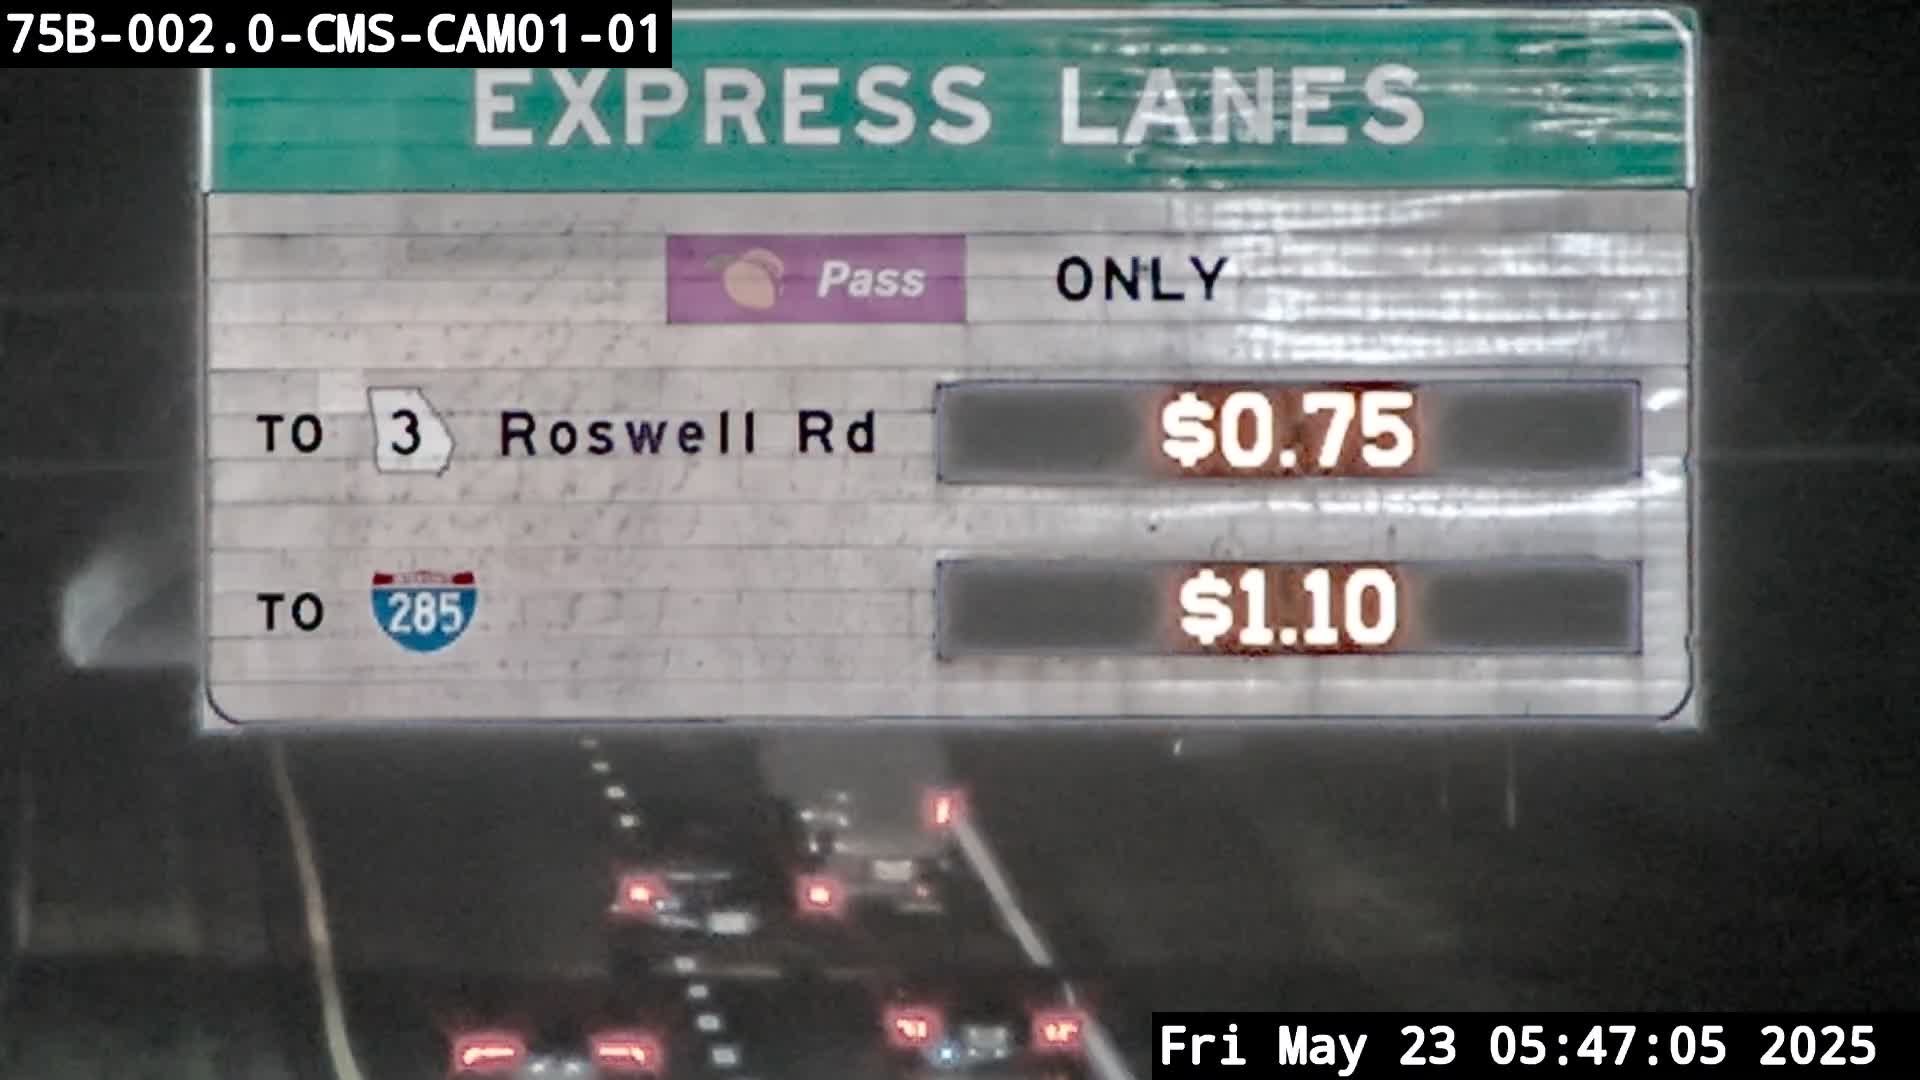 75B-002.0-CMS-CAM01-01
EXPRESS LANES
Pass ONLY
TO 3 Roswell Rd $0.75
TO 285 $1.10
Fri May 23 05:47:05 2025